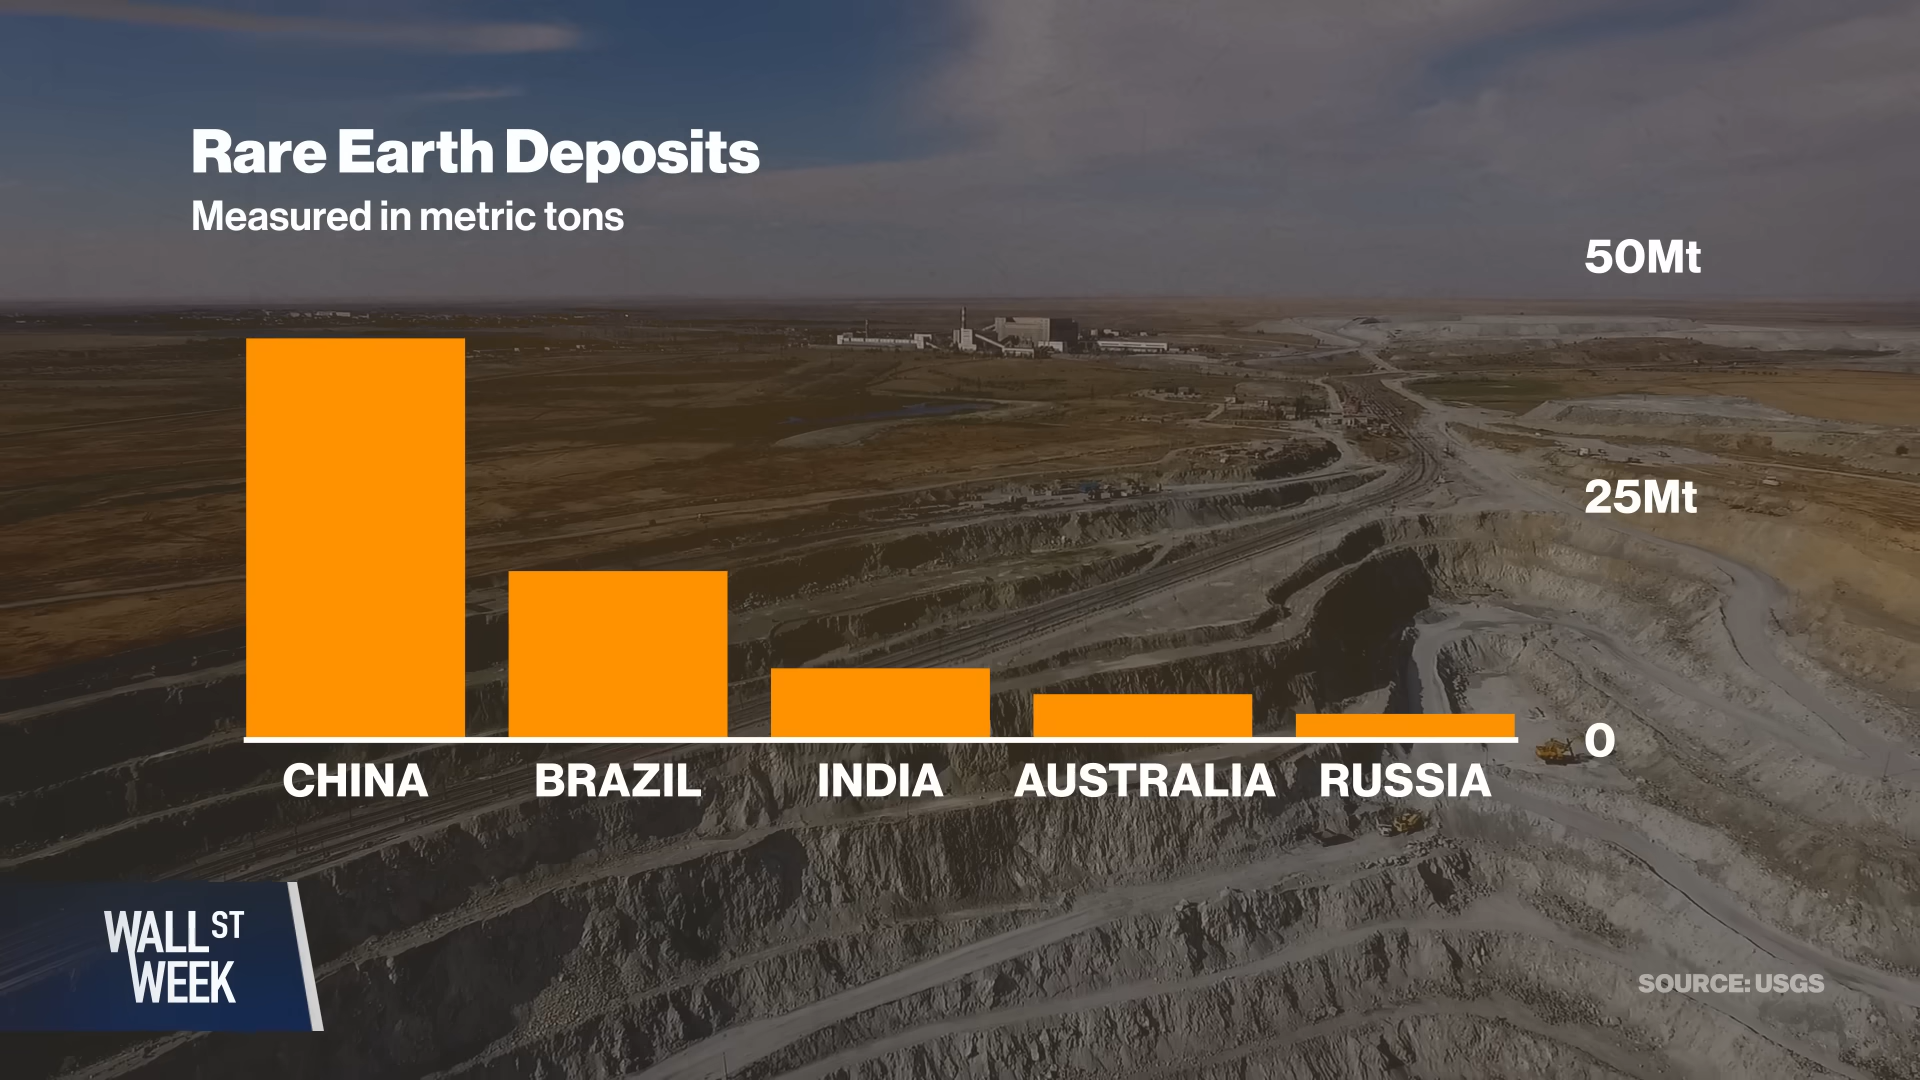 Rare Earth Deposits
Measured in metric tons
50Mt
25Mt
0
CHINA BRAZIL INDIA AUSTRALIA RUSSIA
WALL ST
WEEK
SOURCE: USGS